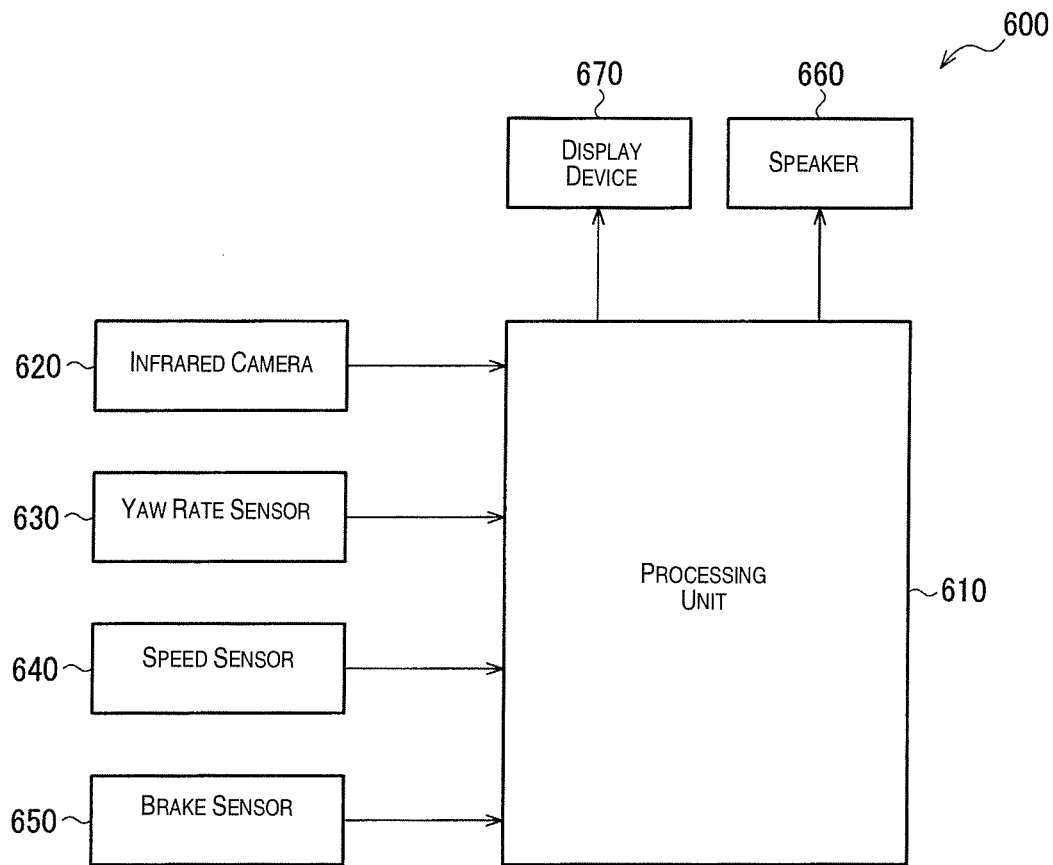 600
670
660
DISPLAY
DEVICE
SPEAKER
620
INFRARED CAMERA
630
YAW RATE SENSOR
PROCESSING
UNIT
610
640
SPEED SENSOR
650
BRAKE SENSOR